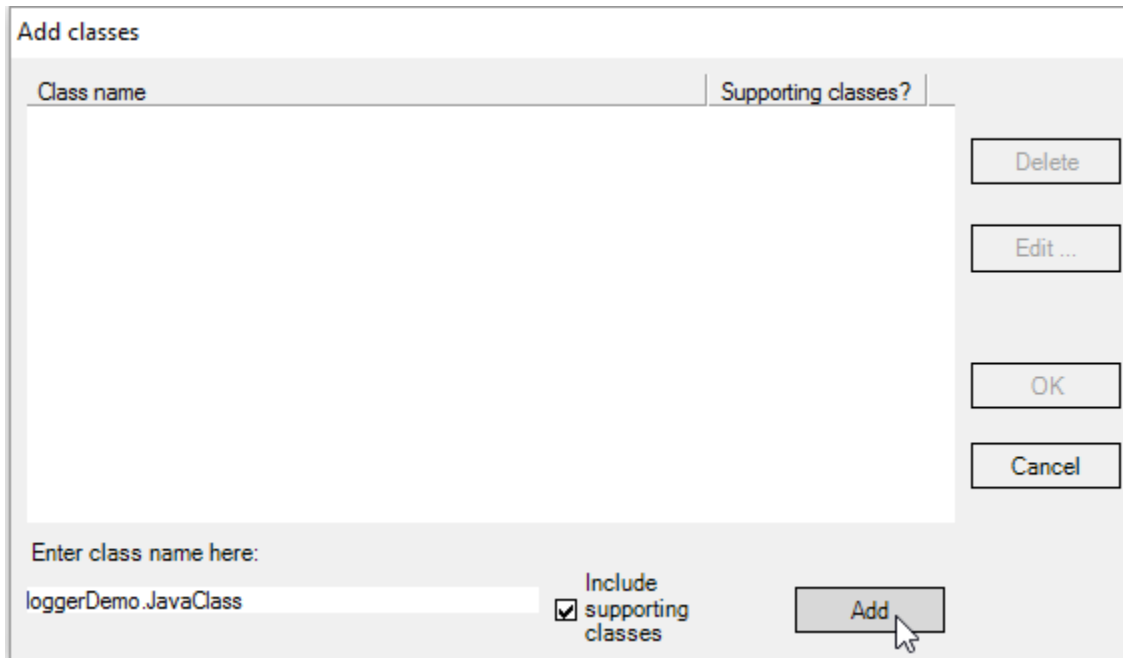 Add classes
Class name Supporting classes?
Delete
Edit ...
OK
Cancel
Enter class name here:
loggerDemo.JavaClass
Include
supporting
classes
Add